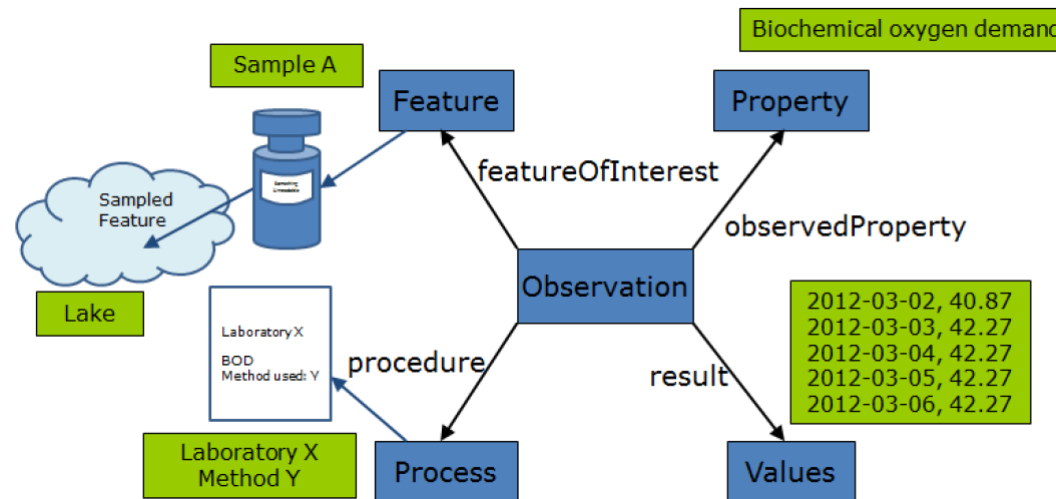 Biochemical oxygen demand
Sample A
Feature
Property
featureOfInterest
Sampled
Feature
observedProperty
Observation
Lake
2012-03-02, 40.87
2012-03-03, 42.27
2012-03-04, 42.27
2012-03-05, 42.27
2012-03-06, 42.27
Laboratory X
BOD
Method used: Y
procedure
result
Laboratory X
Method Y
Process
Values